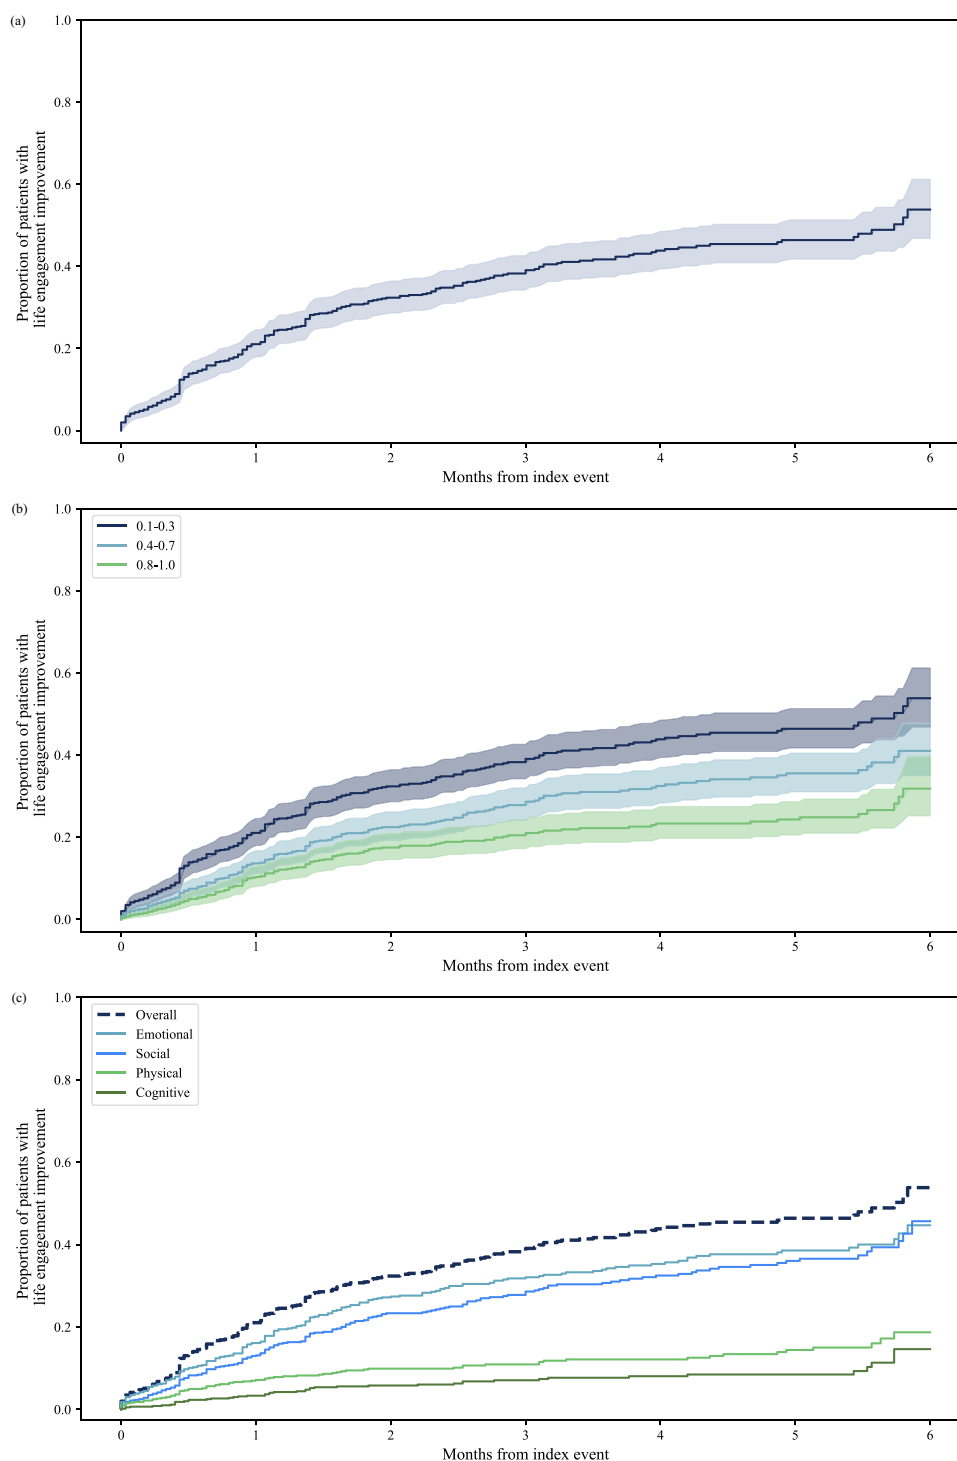 (a)
1.0
0.8
0.6
0.4
0.2
0.0
Proportion of patients with
life engagement improvement
0 1 2 3 4 5 6
Months from index event
(b)
1.0
0.8
0.6
0.4
0.2
0.0
Proportion of patients with
life engagement improvement
0.1-0.3
0.4-0.7
0.8-1.0
0 1 2 3 4 5 6
Months from index event
(c)
1.0
0.8
0.6
0.4
0.2
0.0
Proportion of patients with
life engagement improvement
Overall
Emotional
Social
Physical
Cognitive
0 1 2 3 4 5 6
Months from index event